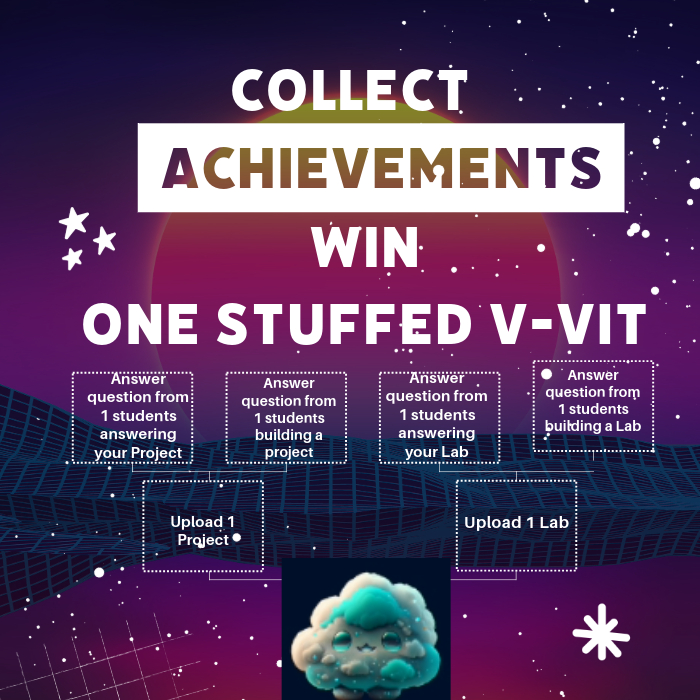 COLLECT
ACHIEVEMENTS
WIN
ONE STUFFED V-VIT
Answer
question from
1 students
answering
your Project
Answer
question from
1 students
building a
project
Answer
question from
1 students
answering
your Lab
Answer
question from
1 students
building a Lab
Upload 1
Project
Upload 1 Lab